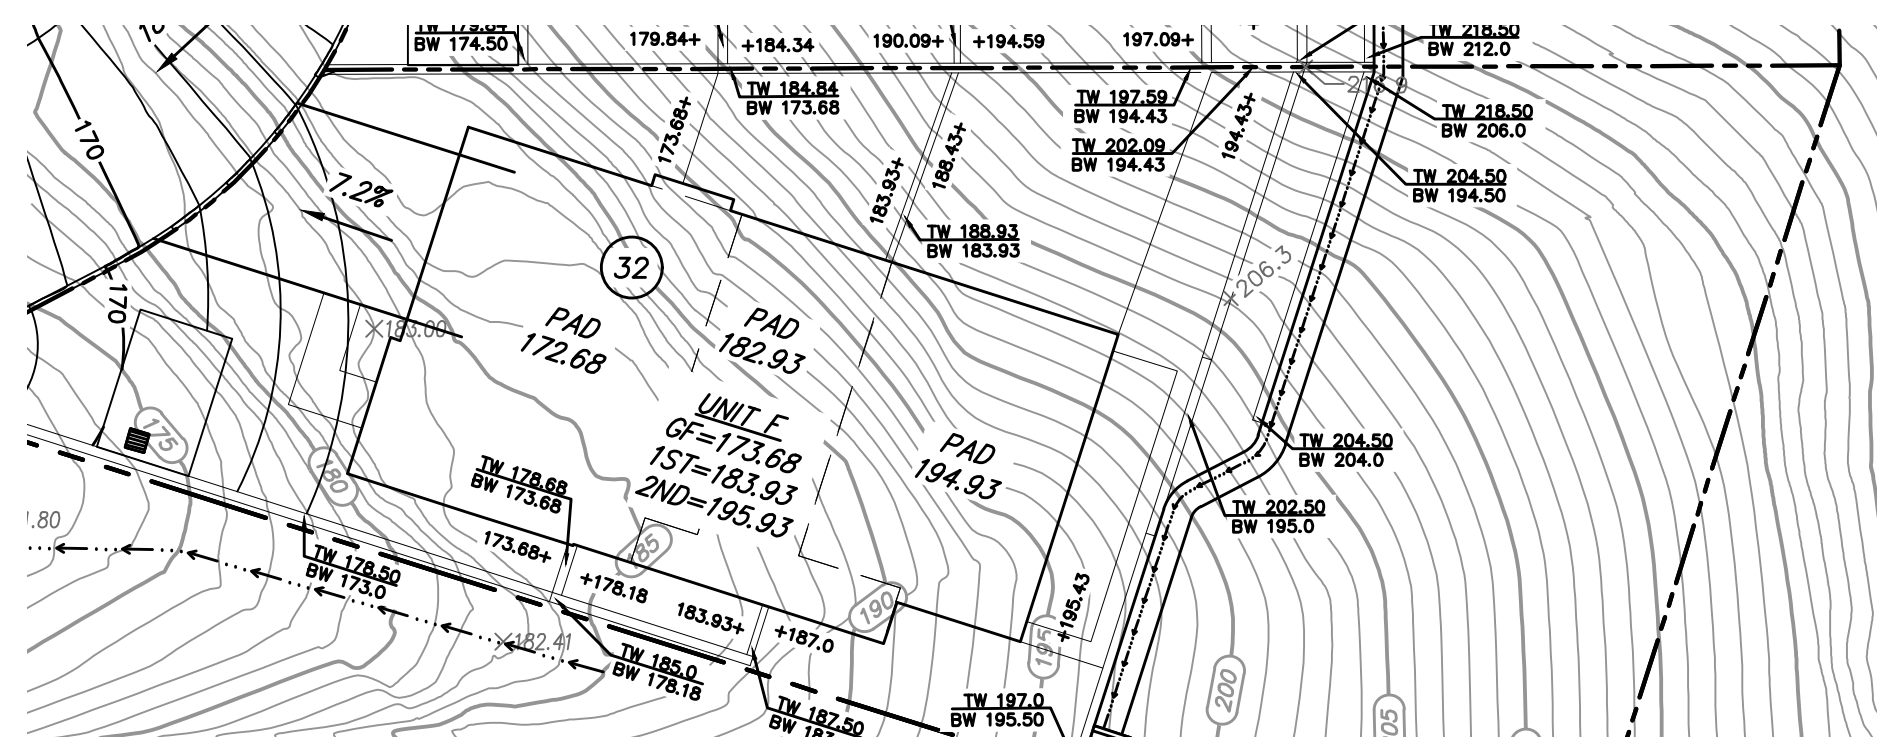 BW 174.50
179.84+
+184.34
190.09+
+194.59
197.09+
TW 218.50
BW 212.0
TW 184.84
BW 173.68
173.68+
TW 197.59
BW 194.43
194.43+
TW 218.50
BW 206.0
TW 202.09
BW 194.43
188.43+
183.93+
TW 204.50
BW 194.50
170
7.2%
TW 188.93
BW 183.93
32
+206.3
170
183.00
PAD
172.68
PAD
182.93
UNIT F
GF=173.68
1ST=183.93
2ND=195.93
PAD
194.93
175
180
TW 178.68
BW 173.68
TW 204.50
BW 204.0
TW 202.50
BW 195.0
173.68+
185
TW 178.50
BW 173.0
+178.18
183.93+
+187.0
190
+195.43
195
182.41
TW 185.0
BW 178.18
200
TW 197.0
BW 195.50
TW 187.50